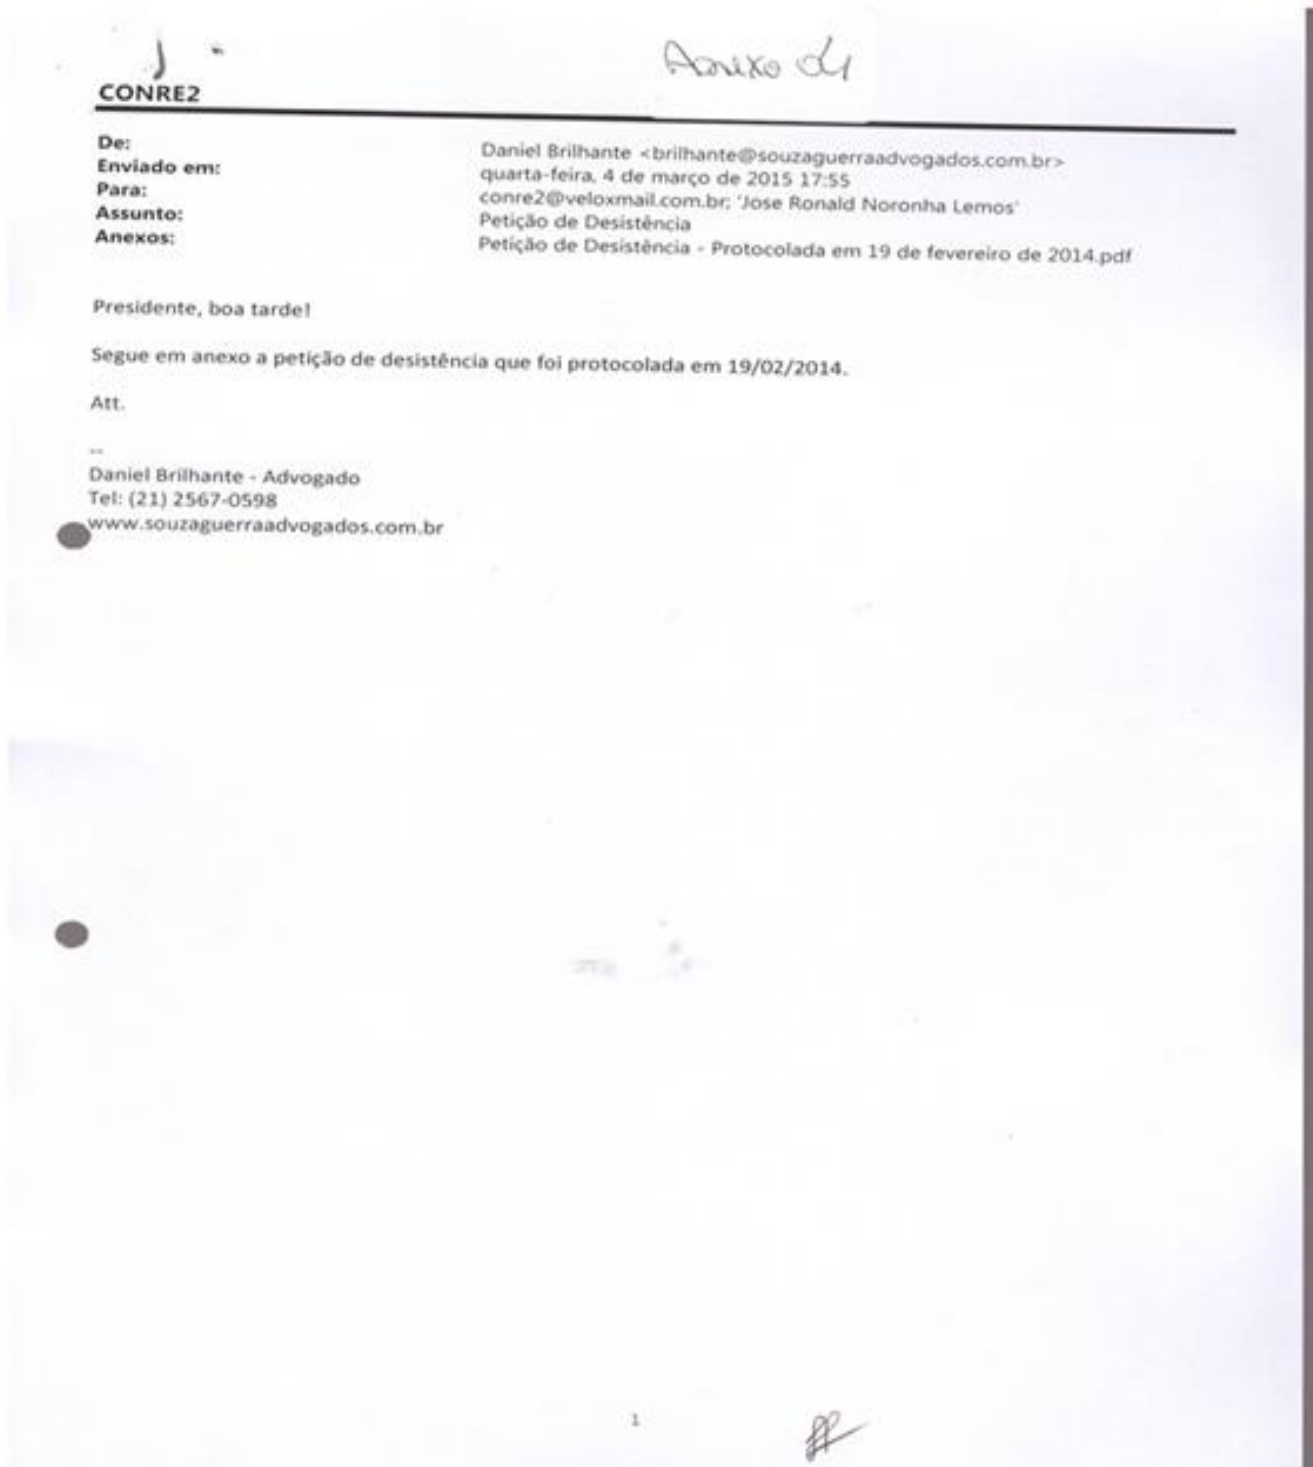 Anexo 04
CONRE2
De: Daniel Brilhante <brilhante@souzaguerraadvogados.com.br>
Enviado em: quarta-feira, 4 de março de 2015 17:55
Para: conre2@veloxmail.com.br; 'Jose Ronald Noronha Lemos'
Assunto: Petição de Desistência
Anexos: Petição de Desistência - Protocolada em 19 de fevereiro de 2014.pdf
Presidente, boa tarde!
Segue em anexo a petição de desistência que foi protocolada em 19/02/2014.
Att.
--
Daniel Brilhante - Advogado
Tel: (21) 2567-0598
www.souzaguerraadvogados.com.br
1